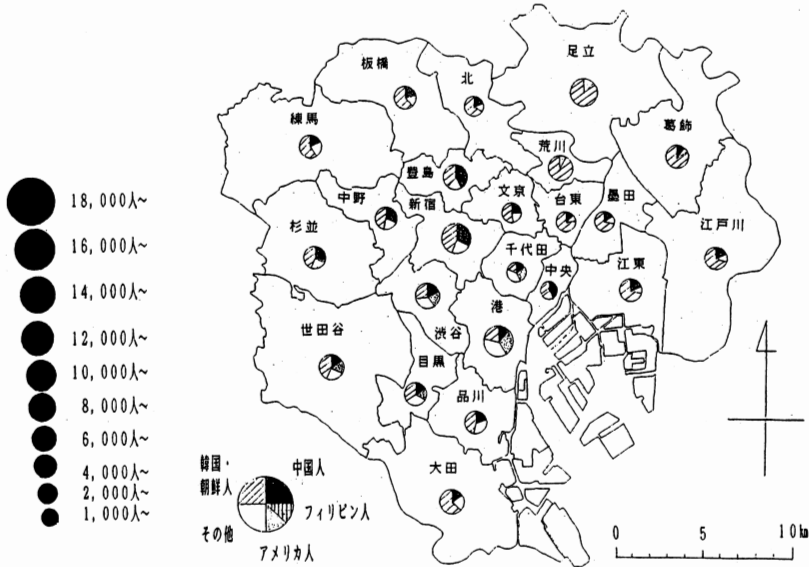 足立
板橋
北
葛飾
練馬
荒川
豊島
文京
台東
墨田
中野
新宿
江戸川
杉並
千代田
中央
江東
港
世田谷
渋谷
目黒
品川
大田
18,000人~
16,000人~
14,000人~
12,000人~
10,000人~
8,000人~
6,000人~
4,000人~
2,000人~
1,000人~
韓国・
朝鮮人
中国人
フィリピン人
その他
アメリカ人
0 5 10km